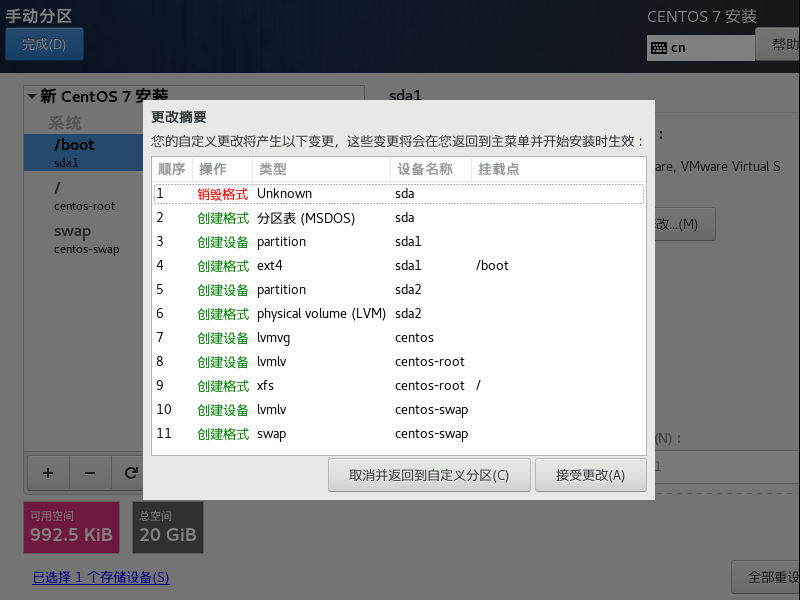 手动分区
CENTOS 7 安装
完成(D)
cn
帮助
新 CentOS 7 安装
sda1
系统
/boot
sda1
/
centos-root
swap
centos-swap
:
are, VMware Virtual S
改...(M)
(N)：
1
更改摘要
您的自定义更改将产生以下变更，这些变更将会在您返回到主菜单并开始安装时生效：
顺序 操作 类型 设备名称 挂载点
1 销毁格式 Unknown sda
2 创建格式 分区表 (MSDOS) sda
3 创建设备 partition sda1
4 创建格式 ext4 sda1 /boot
5 创建设备 partition sda2
6 创建格式 physical volume (LVM) sda2
7 创建设备 lvmvg centos
8 创建设备 lvmlv centos-root
9 创建格式 xfs centos-root /
10 创建设备 lvmlv centos-swap
11 创建格式 swap centos-swap
取消并返回到自定义分区(C) 接受更改(A)
+ − 
可用空间
992.5 KiB
总空间
20 GiB
已选择 1 个存储设备(S)
全部重设